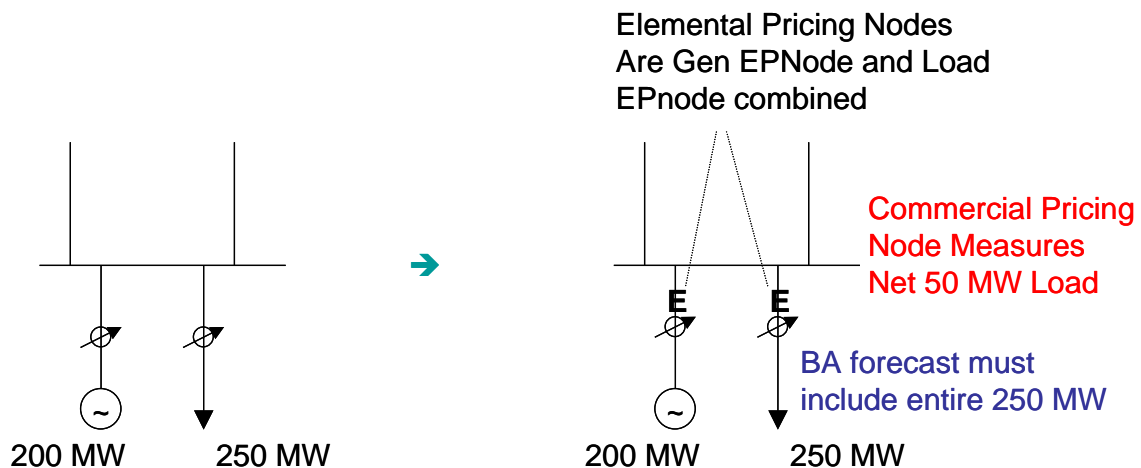 Elemental Pricing Nodes
Are Gen EPNode and Load
EPnode combined
Commercial Pricing
Node Measures
Net 50 MW Load
E E
BA forecast must
include entire 250 MW
~ ~
200 MW 250 MW 200 MW 250 MW